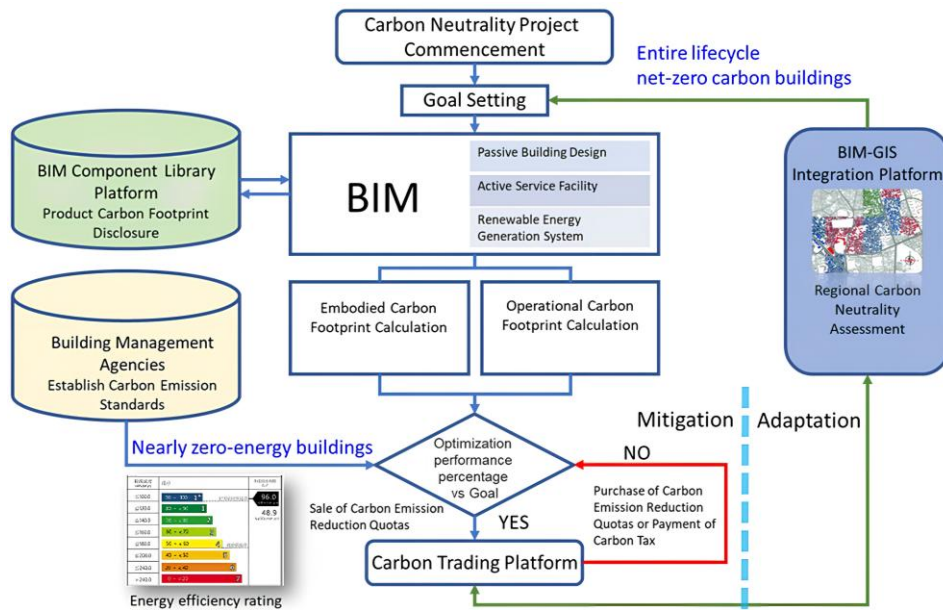 Carbon Neutrality Project
Commencement
Entire lifecycle
net-zero carbon buildings
Goal Setting
BIM Component Library
Platform
Product Carbon Footprint
Disclosure
BIM
Passive Building Design
Active Service Facility
Renewable Energy
Generation System
BIM-GIS
Integration Platform
Regional Carbon
Neutrality
Assessment
Embodied Carbon
Footprint Calculation
Operational Carbon
Footprint Calculation
Building Management
Agencies
Establish Carbon Emission
Standards
Mitigation
Adaptation
Nearly zero-energy buildings
Optimization
performance
percentage
vs Goal
NO
Purchase of Carbon
Emission Reduction
Quotas or Payment of
Carbon Tax
Sale of Carbon Emission
Reduction Quotas
YES
Carbon Trading Platform
96.0
48.9
Energy efficiency rating